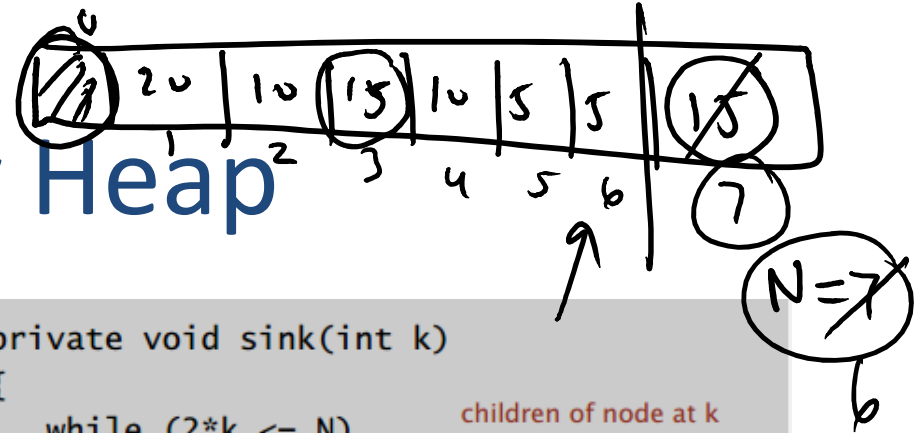 0
20 10 15 10 5 5 15
1 2 3 4 5 6 7
Heap
N=7
6
private void sink(int k)
{
while (2*k <= N)
children of node at k